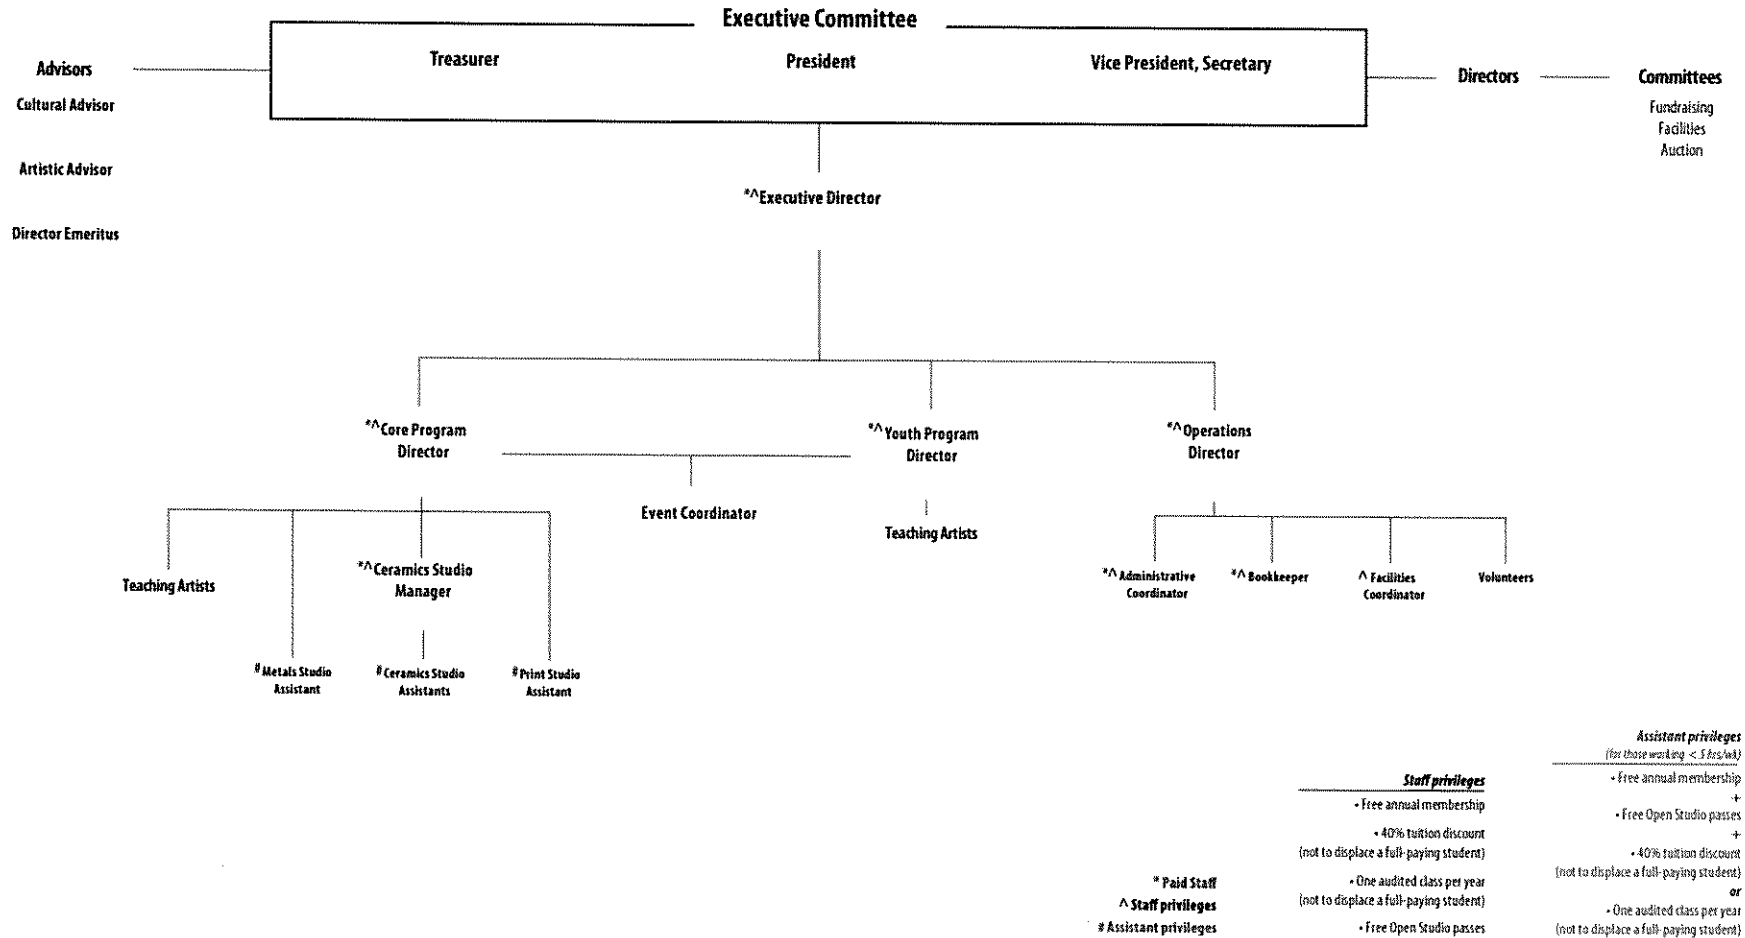 Executive Committee
Treasurer
President
Vice President, Secretary
Advisors
Cultural Advisor
Artistic Advisor
Director Emeritus
Directors
Committees
Fundraising
Facilities
Auction
*^Executive Director
*^Core Program
Director
*^Youth Program
Director
*^Operations
Director
Event Coordinator
Teaching Artists
Teaching Artists
*^Ceramics Studio
Manager
*^Administrative
Coordinator
*^Bookkeeper
^Facilities
Coordinator
Volunteers
#Metals Studio
Assistant
#Ceramics Studio
Assistants
#Print Studio
Assistant
* Paid Staff
^ Staff privileges
# Assistant privileges
Staff privileges
• Free annual membership
• 40% tuition discount
(not to displace a full-paying student)
• One audited class per year
(not to displace a full-paying student)
• Free Open Studio passes
Assistant privileges
(for those working < 5 hrs/wk)
• Free annual membership
+
• Free Open Studio passes
+
• 40% tuition discount
(not to displace a full-paying student)
or
• One audited class per year
(not to displace a full-paying student)